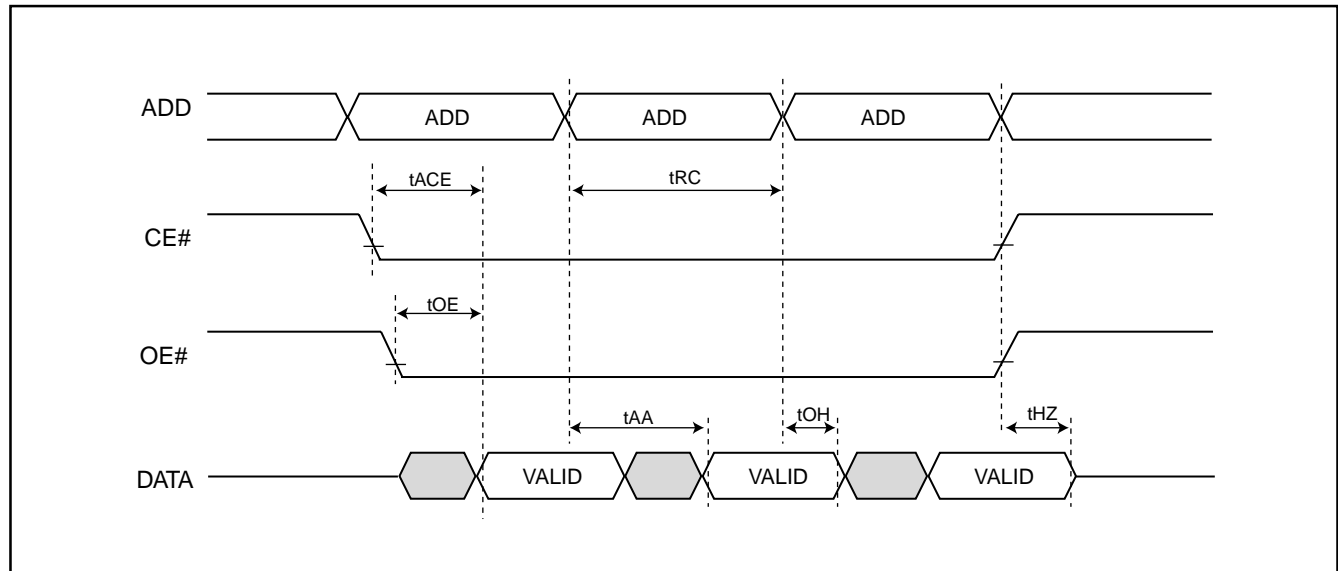 ADD
ADD
ADD
ADD
tACE
tRC
CE#
tOE
OE#
tAA
tOH
tHZ
DATA
VALID
VALID
VALID